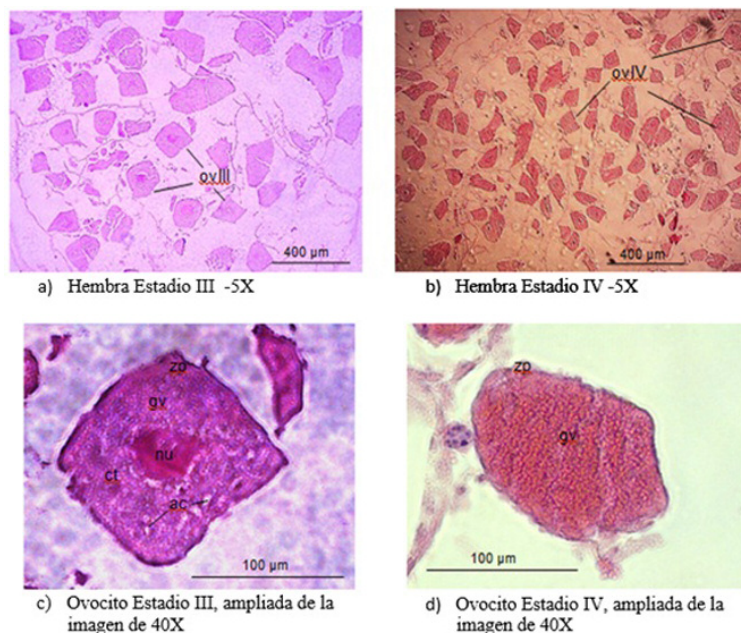 ovIII
400 µm
a) Hembra Estadio III -5X
ovIV
400 µm
b) Hembra Estadio IV -5X
zp
gv
nu
ct
ac
100 µm
c) Ovocito Estadio III, ampliada de la
imagen de 40X
zp
gv
100 µm
d) Ovocito Estadio IV, ampliada de la
imagen de 40X